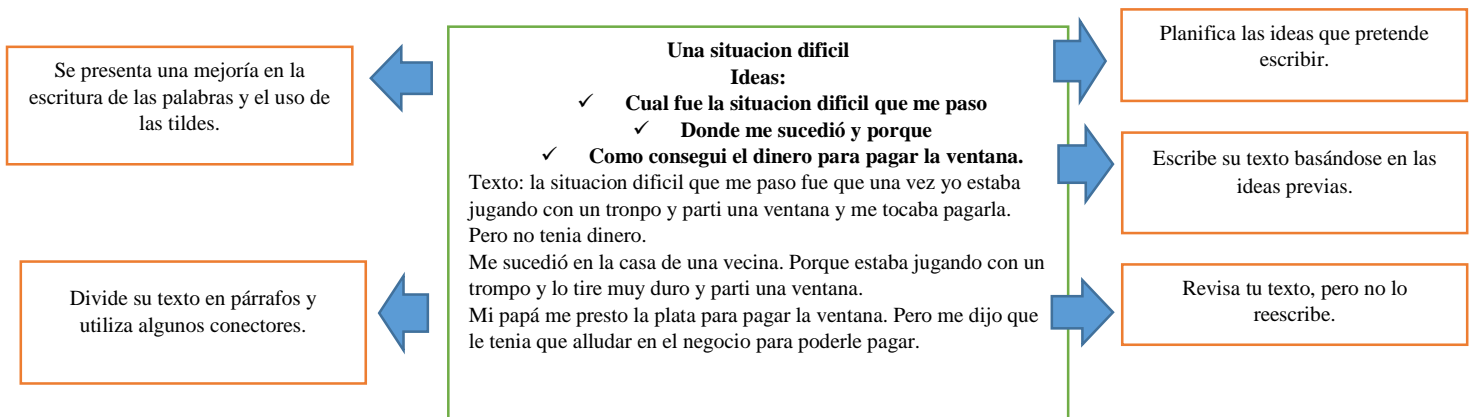 Se presenta una mejoría en la
escritura de las palabras y el uso de
las tildes.
Divide su texto en párrafos y
utiliza algunos conectores.
Una situacion dificil
Ideas:
✓ Cual fue la situacion dificil que me paso
✓ Donde me sucedió y porque
✓ Como consegui el dinero para pagar la ventana.
Texto: la situacion dificil que me paso fue que una vez yo estaba
jugando con un tronpo y parti una ventana y me tocaba pagarla.
Pero no tenia dinero.
Me sucedió en la casa de una vecina. Porque estaba jugando con un
trompo y lo tire muy duro y parti una ventana.
Mi papá me presto la plata para pagar la ventana. Pero me dijo que
le tenia que alludar en el negocio para poderle pagar.
Planifica las ideas que pretende
escribir.
Escribe su texto basándose en las
ideas previas.
Revisa tu texto, pero no lo
reescribe.